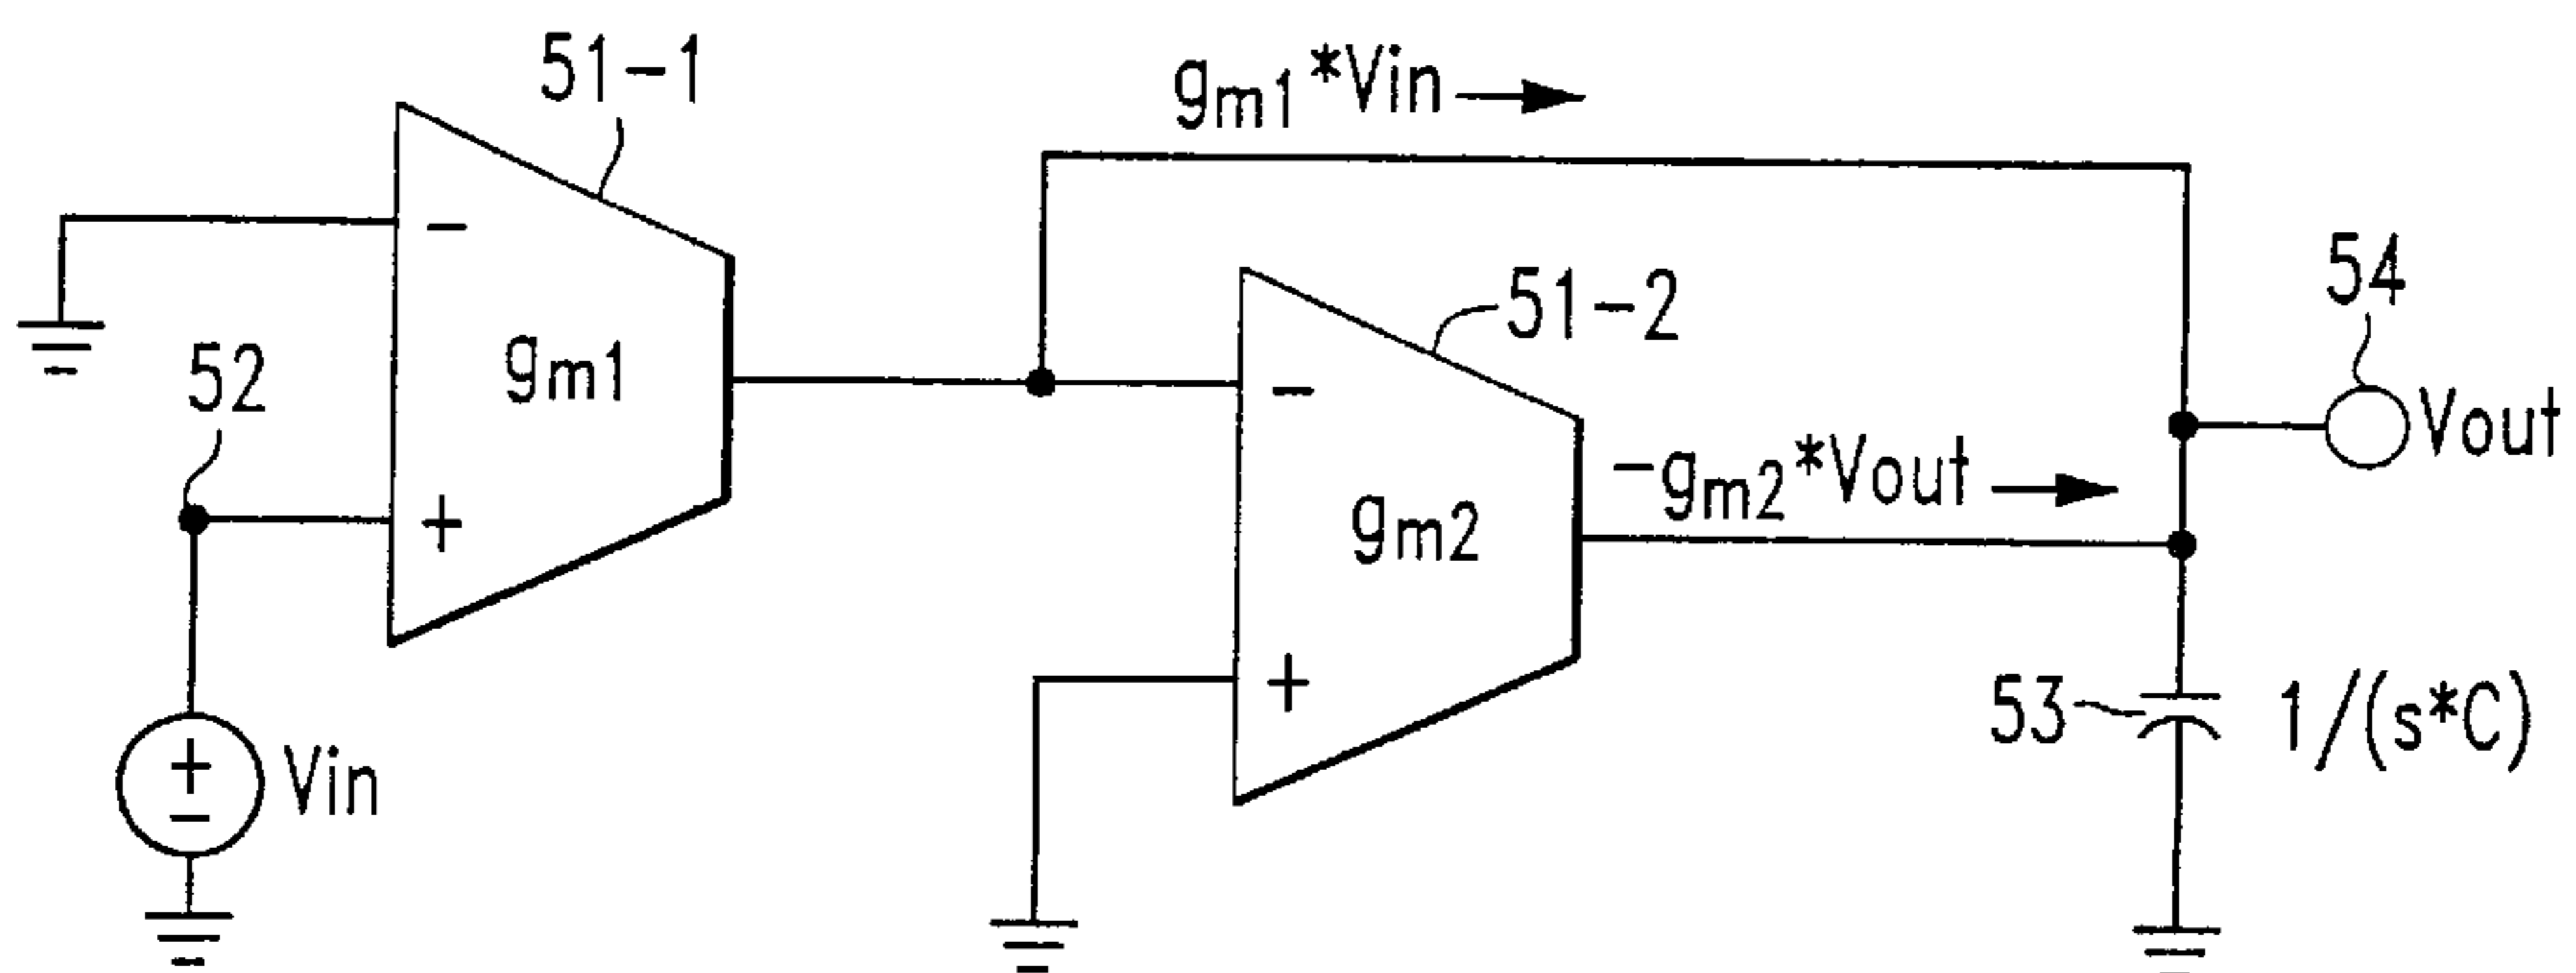 51-1
gm1*Vin
-
gm1
52
+
51-2
54
-
gm2
-gm2*Vout
Vout
+
53
1/(s*C)
+
-
Vin